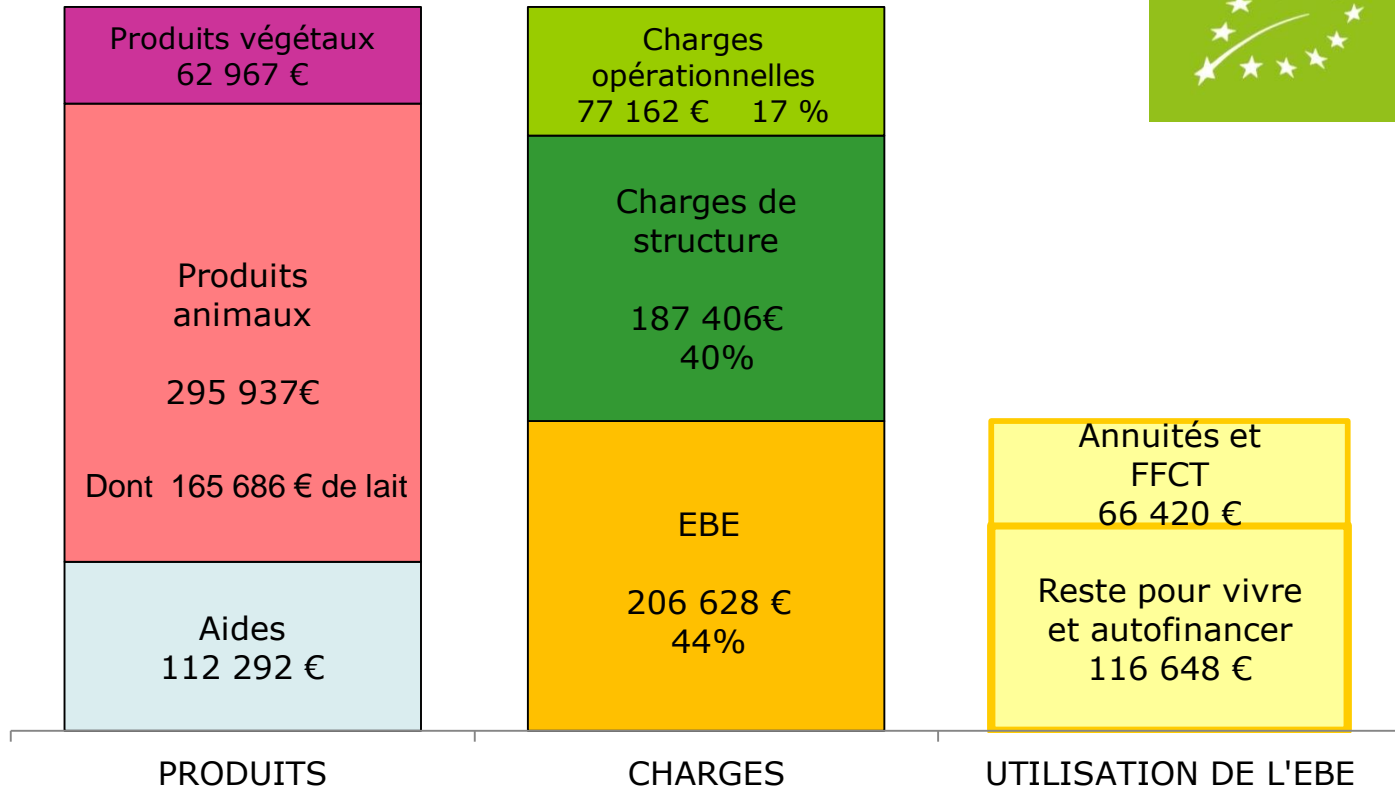 Produits végétaux
62 967 €
Produits
animaux
295 937€
Dont 165 686 € de lait
Aides
112 292 €
Charges
opérationnelles
77 162 € 17 %
Charges de
structure
187 406€
40%
EBE
206 628 €
44%
Annuités et
FFCT
66 420 €
Reste pour vivre
et autofinancer
116 648 €
PRODUITS
CHARGES
UTILISATION DE L'EBE